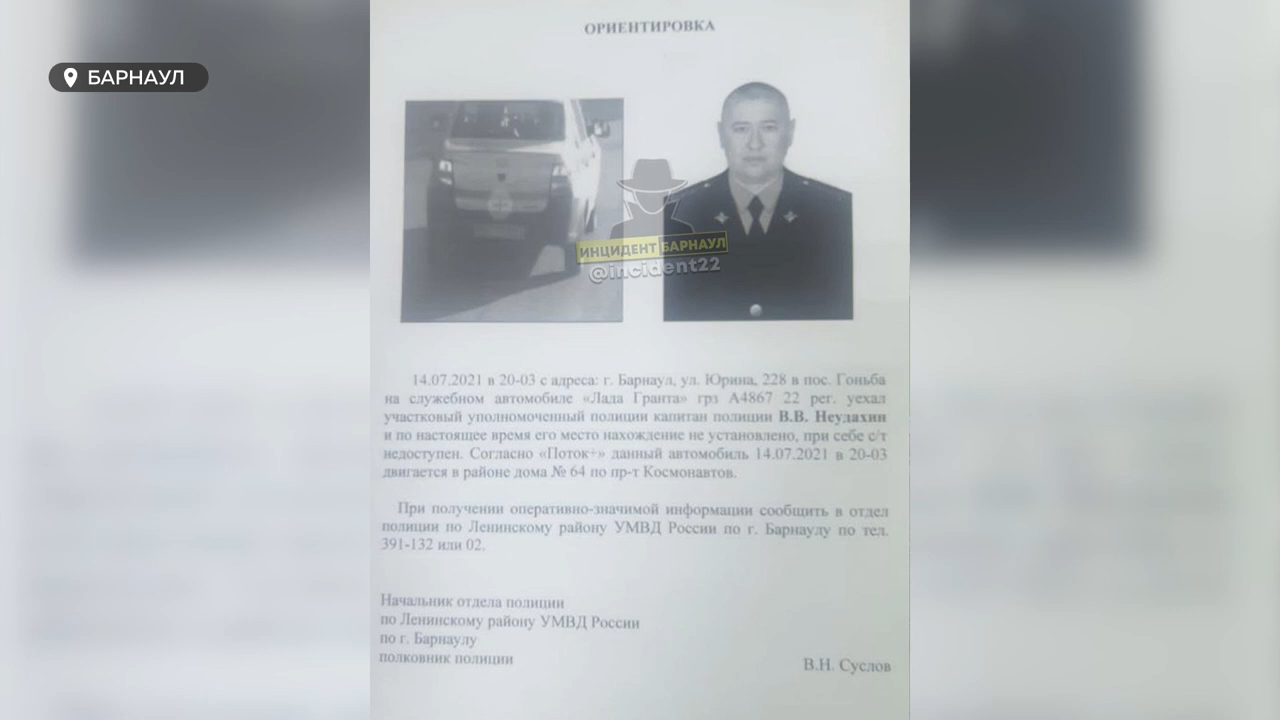 БАРНАУЛ
ОРИЕНТИРОВКА
ИНЦИДЕНТ БАРНАУЛ
@incident22
14.07.2021 в 20-03 с адреса: г. Барнаул, ул. Юрина, 228 в пос. Гоньба
на служебном автомобиле «Лада Гранта» грз А4867 22 рег. уехал
участковый уполномоченный полиции капитан полиции В.В. Неудахин
и по настоящее время его место нахождение не установлено, при себе с/т
недоступен. Согласно «Поток+» данный автомобиль 14.07.2021 в 20-03
двигается в районе дома № 64 по пр-т Космонавтов.
При получении оперативно-значимой информации сообщить в отдел
полиции по Ленинскому району УМВД России по г. Барнаулу по тел.
391-132 или 02.
Начальник отдела полиции
по Ленинскому району УМВД России
по г. Барнаулу
полковник полиции
В.Н. Суслов